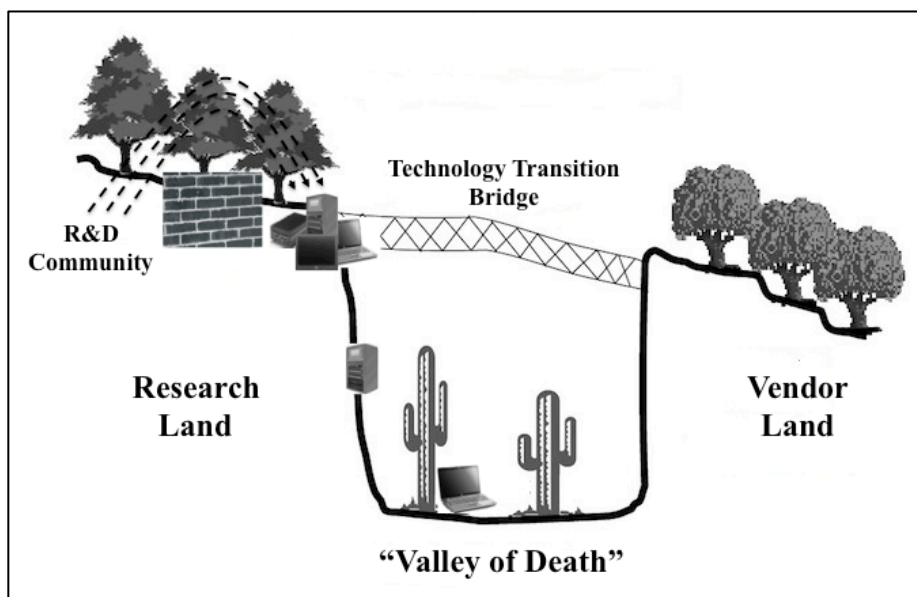 Technology Transition
Bridge
R&D
Community
Research
Land
Vendor
Land
“Valley of Death”